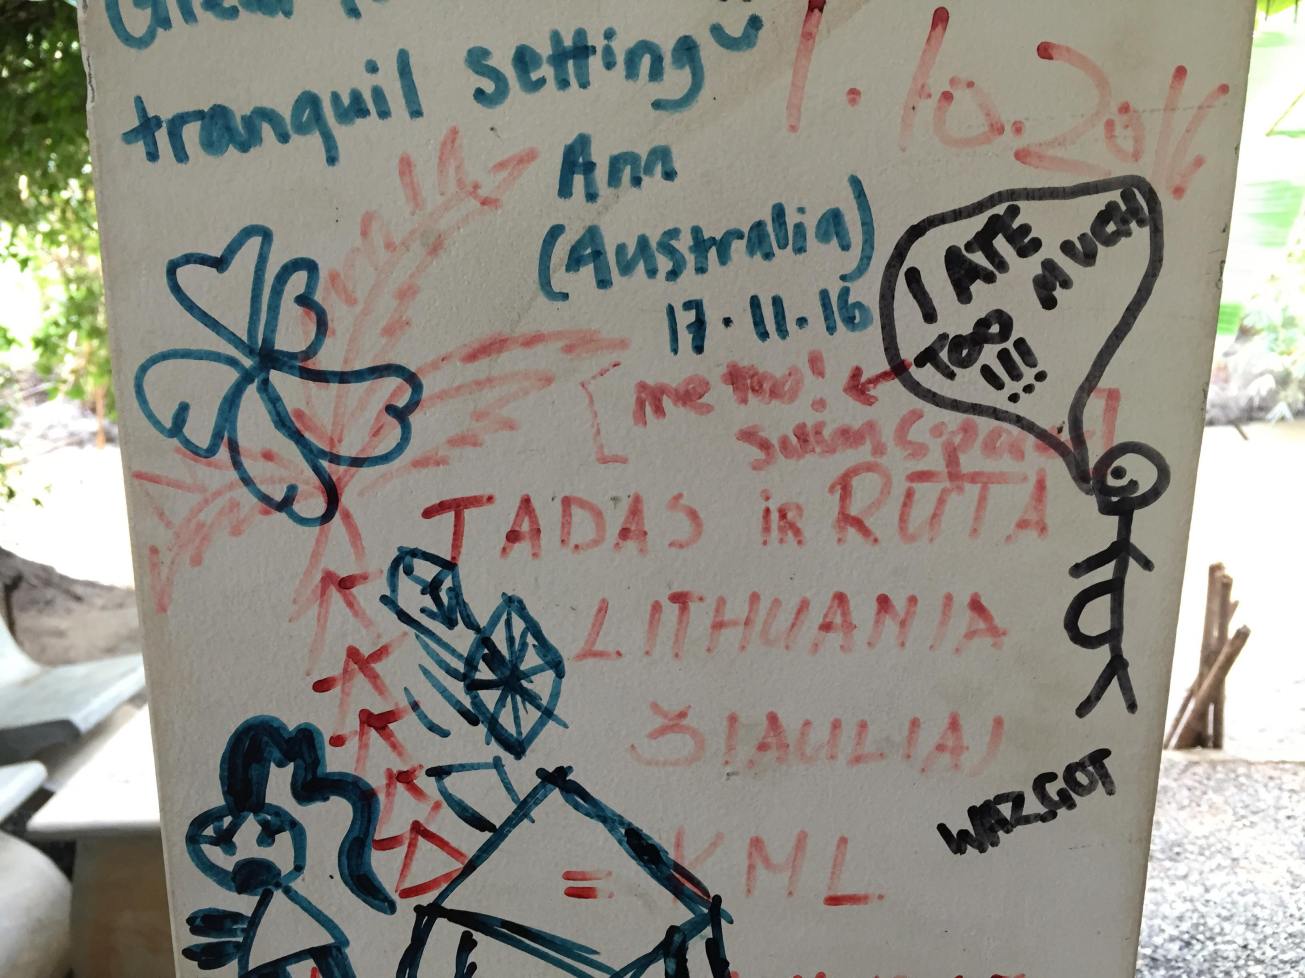 tranquil setting
Ann
(Australia)
17.11.16
1.10.2016
I ATE
TOO MUCH
!!!
me too!
TADAS iR RUTA
LITHUANIA
ŠIAULIAI
= KML
WAZGOT